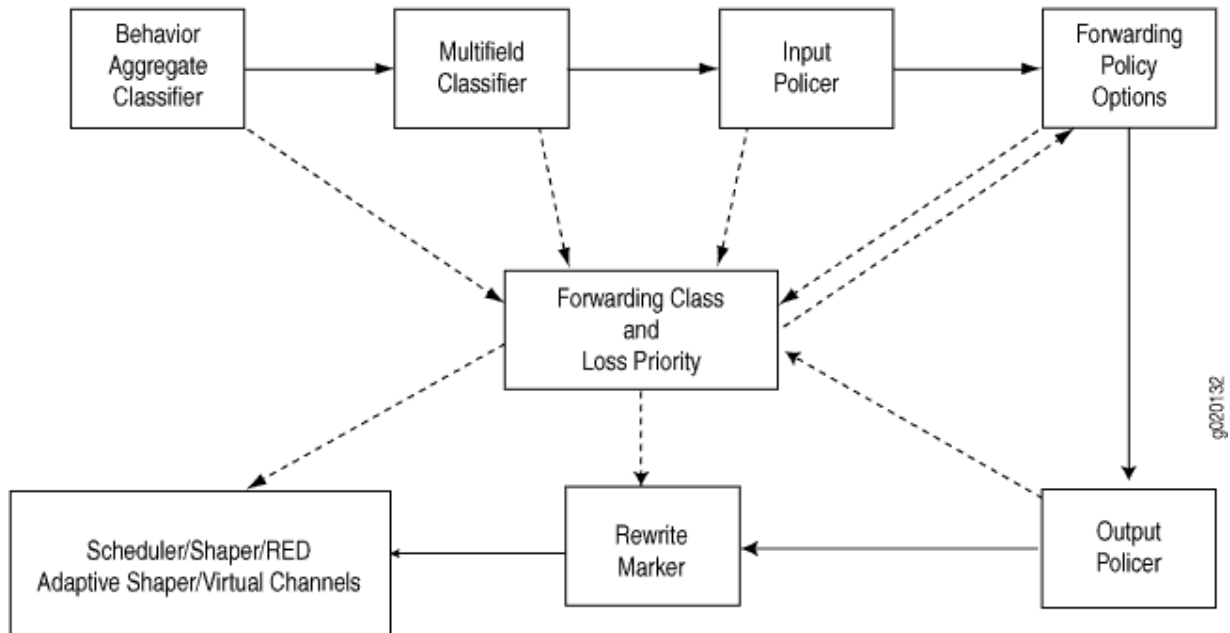 Behavior
Aggregate
Classifier
Multifield
Classifier
Input
Policer
Forwarding
Policy
Options
Forwarding Class
and
Loss Priority
g020132
Scheduler/Shaper/RED
Adaptive Shaper/Virtual Channels
Rewrite
Marker
Output
Policer